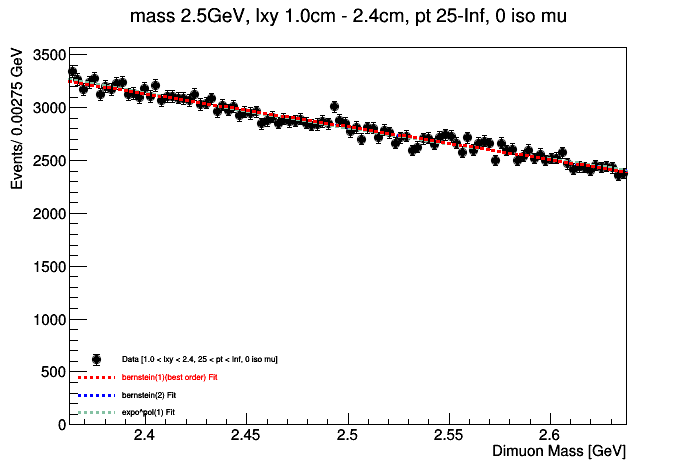 mass 2.5GeV, lxy 1.0cm - 2.4cm, pt 25-Inf, 0 iso mu
Events/ 0.00275 GeV
3500
3000
2500
2000
1500
1000
500
0
Data [1.0 < lxy < 2.4, 25 < pt < Inf, 0 iso mu]
bernstein(1)(best order) Fit
bernstein(2) Fit
expo*pol(1) Fit
2.4 2.45 2.5 2.55 2.6
Dimuon Mass [GeV]